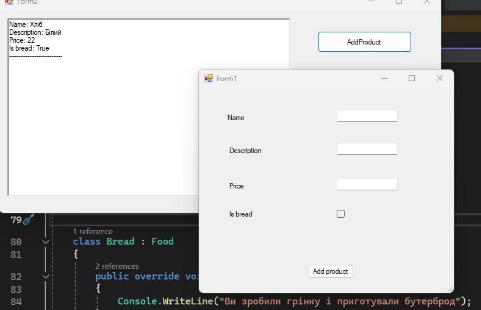 Form2
Name: Хліб
Description: Білий
Price: 22
Is bread: True
------------------------
AddProduct
Form1
Name
Description
Price
Is bread
Add product
79
1 reference
80 class Bread : Food
81 {
2 references
82 public override vo
83 {
84 Console.WriteLine("Ви зробили грінку і приготували бутерброд");